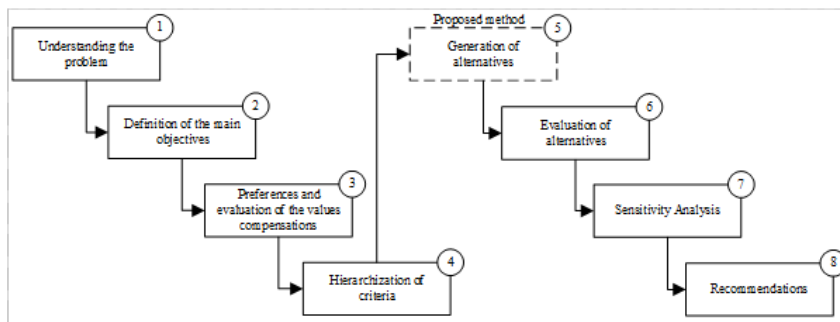 1
Understanding the
problem
2
Definition of the main
objectives
3
Preferences and
evaluation of the values
compensations
4
Hierarchization of
criteria
Proposed method
5
Generation of
alternatives
6
Evaluation of
alternatives
7
Sensitivity Analysis
8
Recommendations